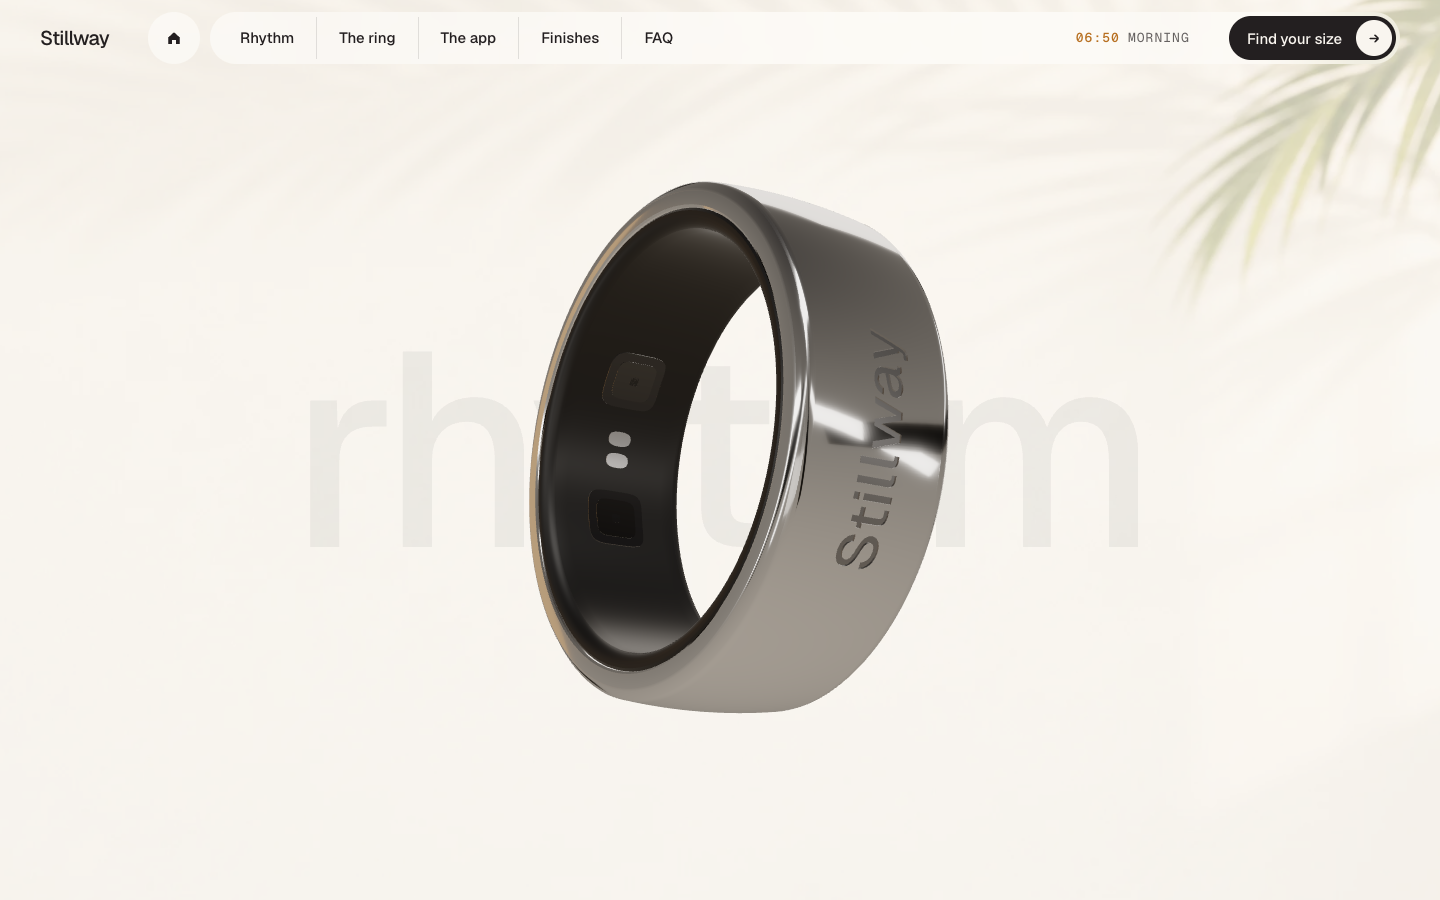 Stillway
Rhythm
The ring
The app
Finishes
FAQ
06:50 MORNING
Find your size
Stillway